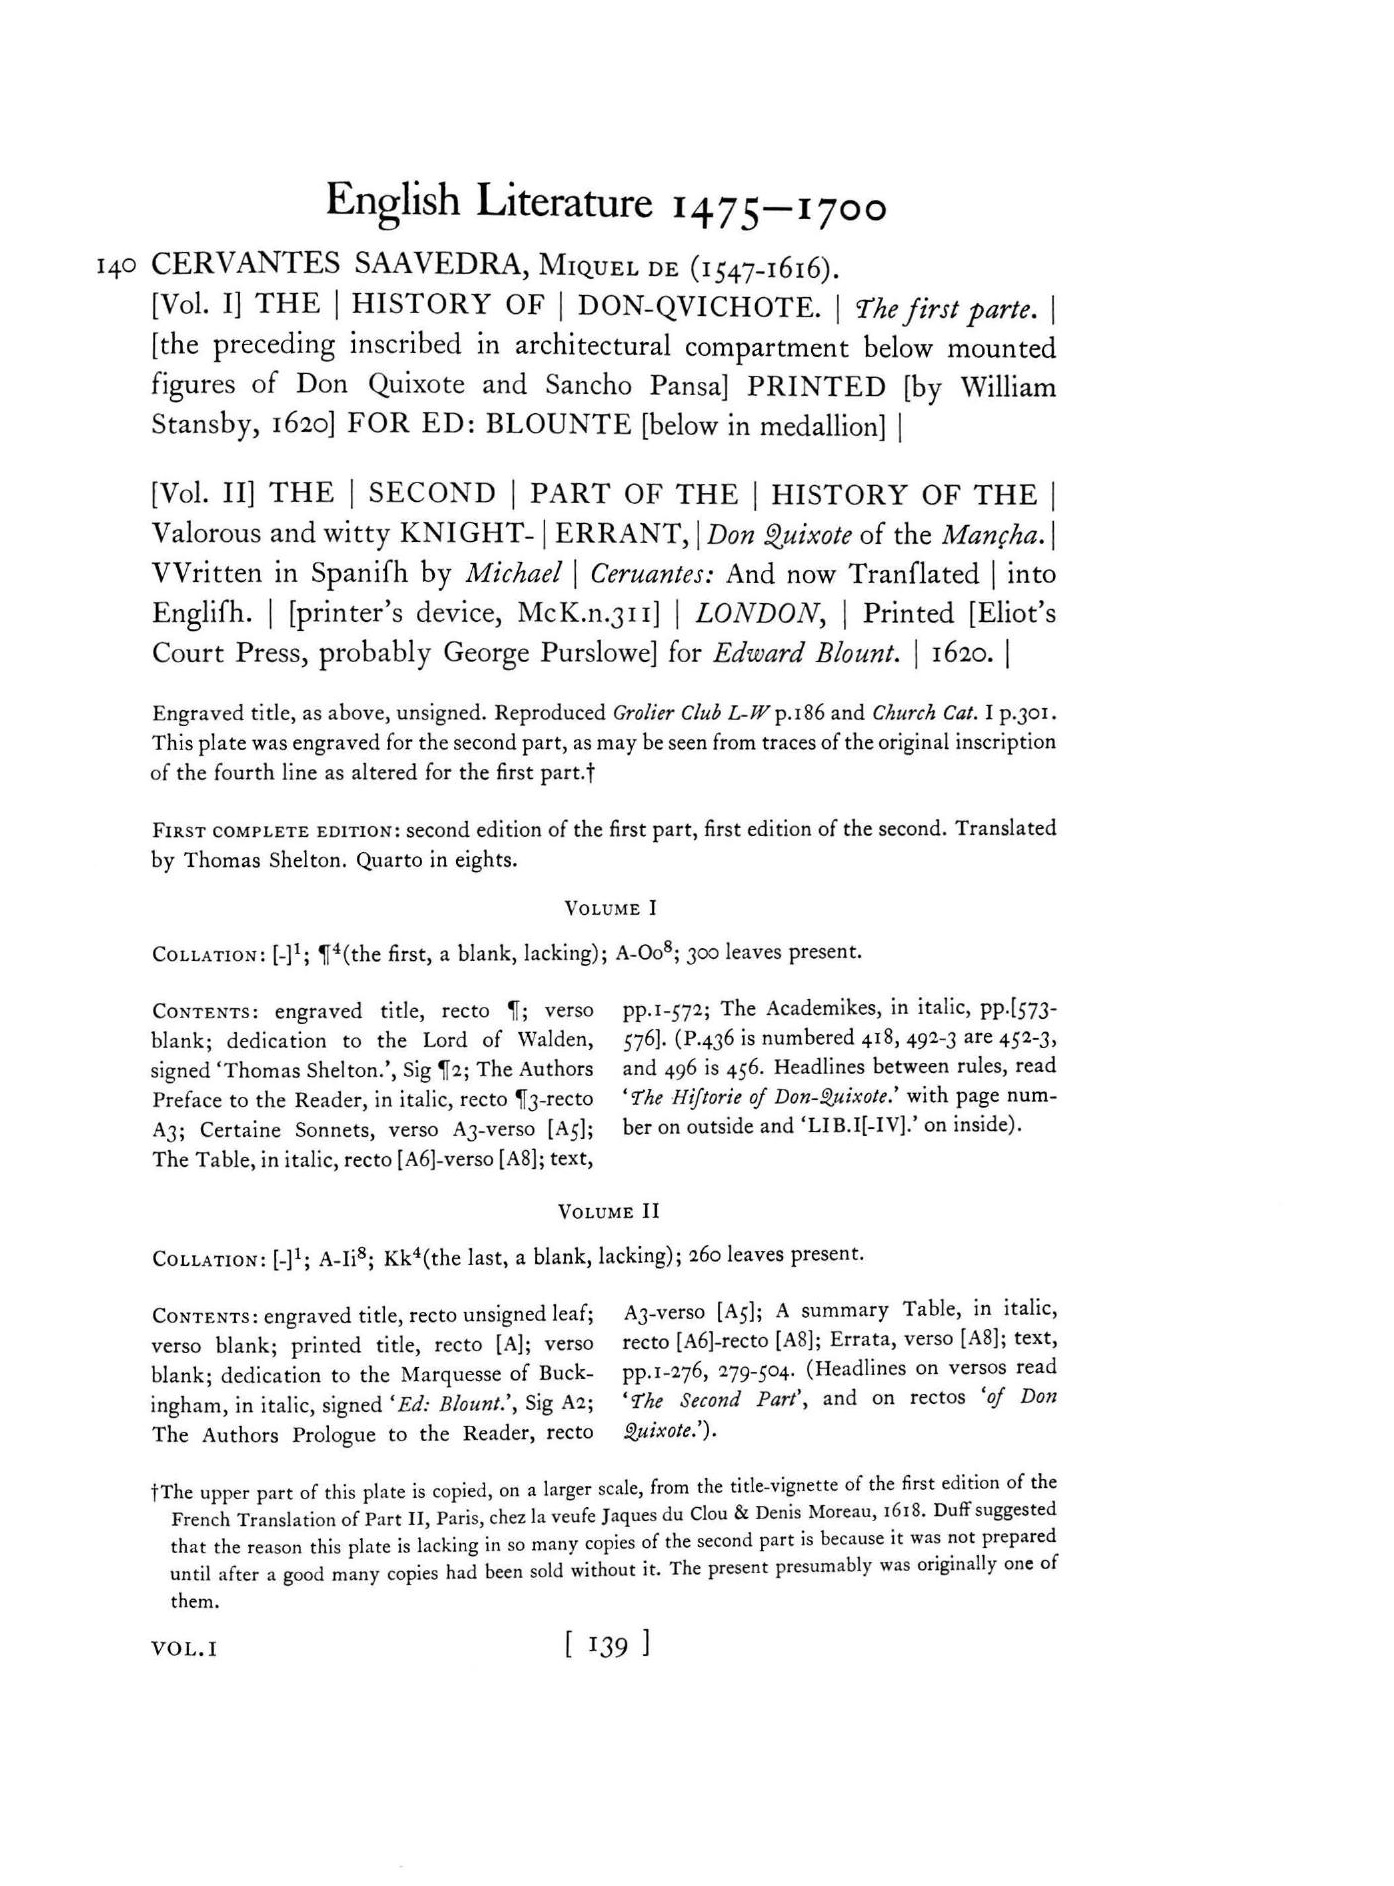 English Literature 1475—1700
140 CERVANTES SAAVEDRA, MIQUEL DE (1547-1616).
[Vol. I] THE | HISTORY OF | DON-QVICHOTE. | The first parte. |
[the preceding inscribed in architectural compartment below mounted
figures of Don Quixote and Sancho Pansa] PRINTED [by William
Stansby, 1620] FOR ED: BLOUNTE [below in medallion] |
[Vol. II] THE | SECOND | PART OF THE | HISTORY OF THE |
Valorous and witty KNIGHT- | ERRANT, | Don Quixote of the Mançha. |
VVritten in Spaniſh by Michael | Ceruantes: And now Tranſlated | into
Engliſh. | [printer's device, McK.n.311] | LONDON, | Printed [Eliot's
Court Press, probably George Purslowe] for Edward Blount. | 1620. |
Engraved title, as above, unsigned. Reproduced Grolier Club L-W p.186 and Church Cat. I p.301.
This plate was engraved for the second part, as may be seen from traces of the original inscription
of the fourth line as altered for the first part.†
FIRST COMPLETE EDITION: second edition of the first part, first edition of the second. Translated
by Thomas Shelton. Quarto in eights.
VOLUME I
COLLATION: [-]¹; ¶⁴(the first, a blank, lacking); A-Oo⁸; 300 leaves present.
CONTENTS: engraved title, recto ¶; verso
blank; dedication to the Lord of Walden,
signed 'Thomas Shelton.', Sig ¶2; The Authors
Preface to the Reader, in italic, recto ¶3-recto
A3; Certaine Sonnets, verso A3-verso [A5];
The Table, in italic, recto [A6]-verso [A8]; text,
pp.1-572; The Academikes, in italic, pp.[573-
576]. (P.436 is numbered 418, 492-3 are 452-3,
and 496 is 456. Headlines between rules, read
'The Hiſtorie of Don-Quixote.' with page num-
ber on outside and 'LIB.I[-IV].' on inside).
VOLUME II
COLLATION: [-]¹; A-Ii⁸; Kk⁴(the last, a blank, lacking); 260 leaves present.
CONTENTS: engraved title, recto unsigned leaf;
verso blank; printed title, recto [A]; verso
blank; dedication to the Marquesse of Buck-
ingham, in italic, signed 'Ed: Blount.', Sig A2;
The Authors Prologue to the Reader, recto
A3-verso [A5]; A summary Table, in italic,
recto [A6]-recto [A8]; Errata, verso [A8]; text,
pp.1-276, 279-504. (Headlines on versos read
'The Second Part', and on rectos 'of Don
Quixote.').
†The upper part of this plate is copied, on a larger scale, from the title-vignette of the first edition of the
French Translation of Part II, Paris, chez la veufe Jaques du Clou & Denis Moreau, 1618. Duff suggested
that the reason this plate is lacking in so many copies of the second part is because it was not prepared
until after a good many copies had been sold without it. The present presumably was originally one of
them.
VOL.I [ 139 ]